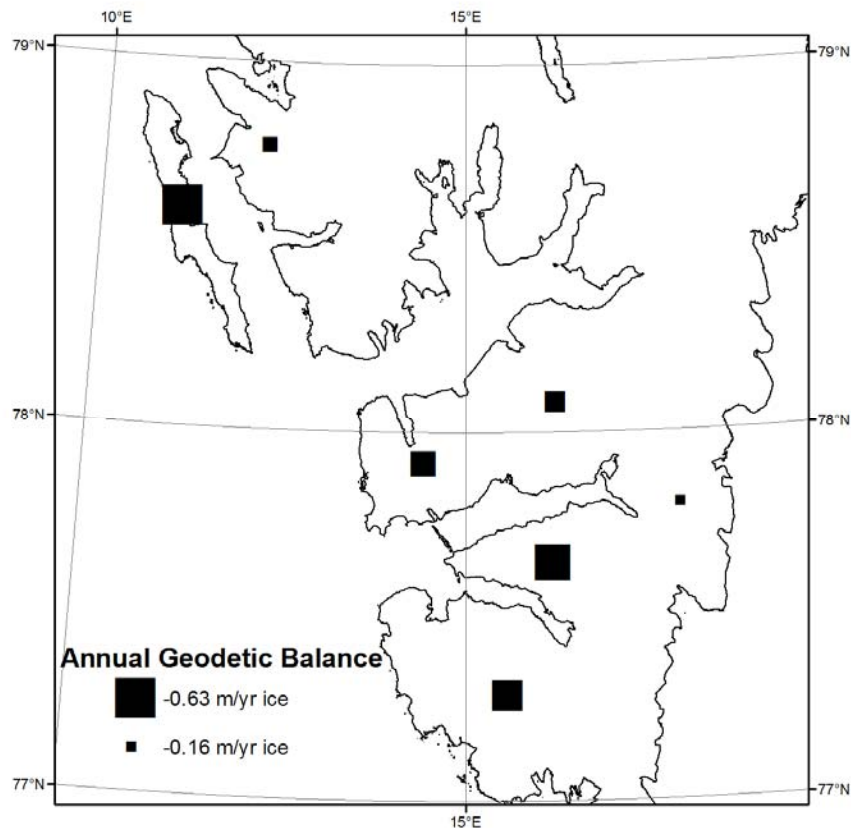 10°E
15°E
79°N
79°N
78°N
78°N
Annual Geodetic Balance
-0.63 m/yr ice
-0.16 m/yr ice
77°N
77°N
15°E